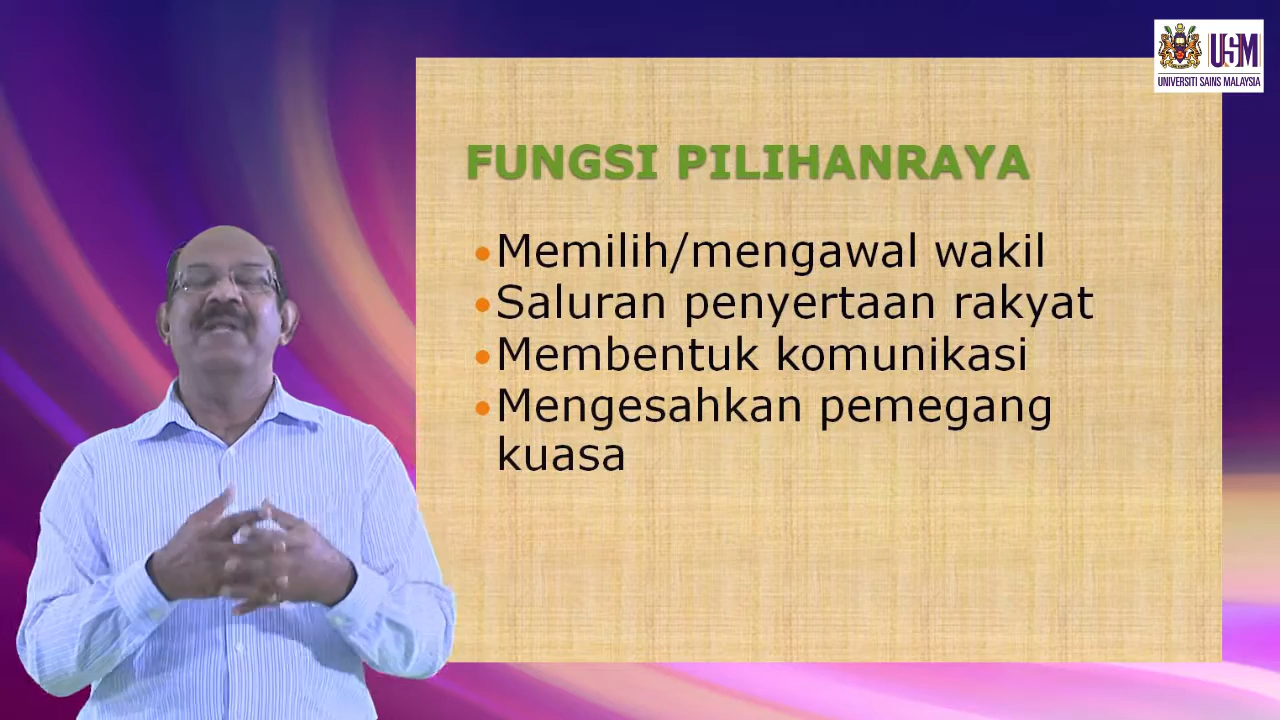 USM
UNIVERSITI SAINS MALAYSIA
FUNGSI PILIHANRAYA
Memilih/mengawal wakil
Saluran penyertaan rakyat
Membentuk komunikasi
Mengesahkan pemegang
kuasa